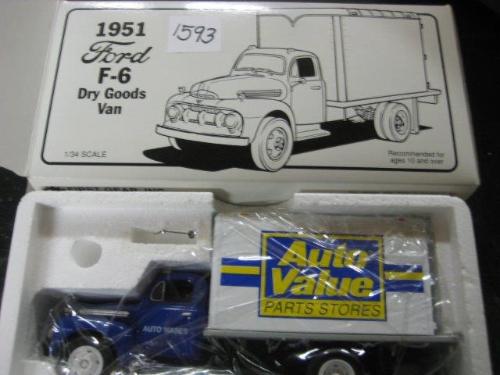 1951
1593
Ford
F-6
Dry Goods
Van
1/34 SCALE
Recommended for
ages 10 and over
Auto
Value
PARTS STORES
AUTO